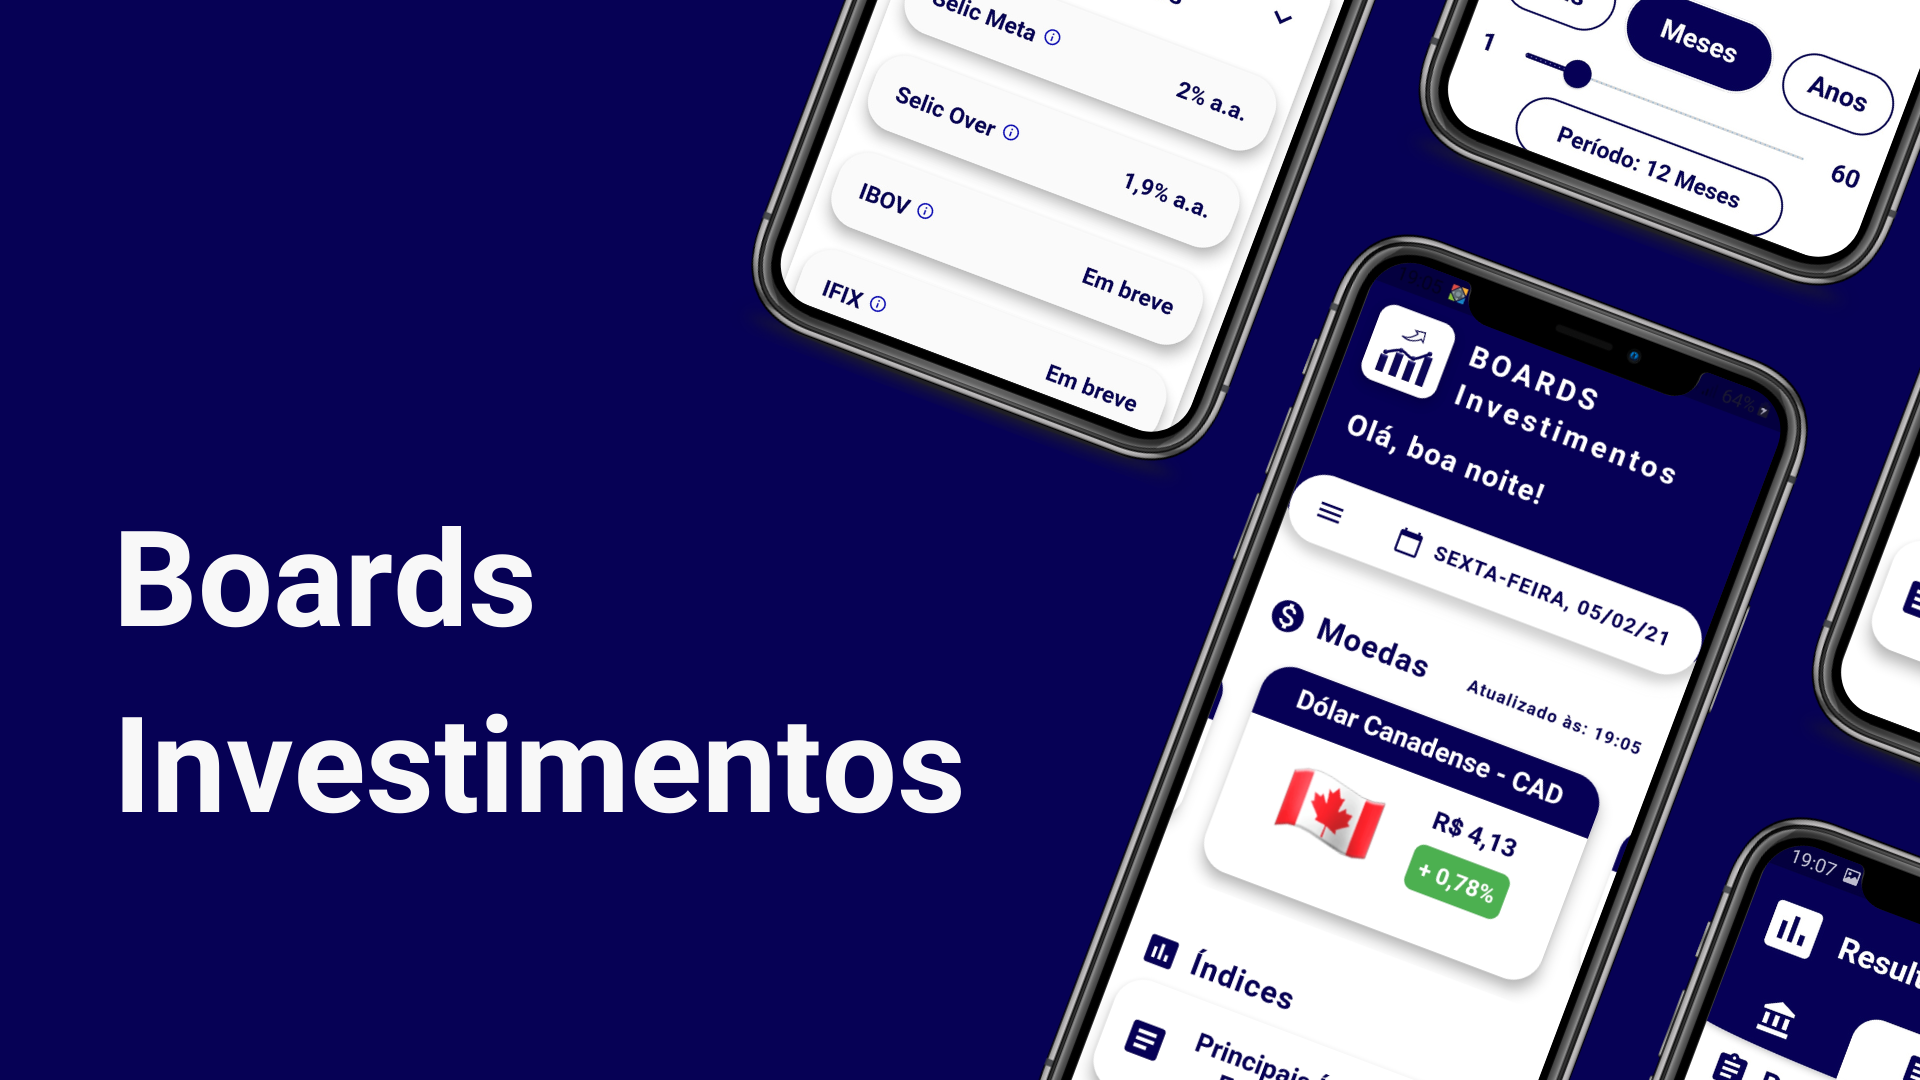 Boards
Investimentos
Selic Meta
2% a.a.
Selic Over
1,9% a.a.
IBOV
Em breve
IFIX
Em breve
Meses
Anos
1
60
Período: 12 Meses
64%
BOARDS
Investimentos
Olá, boa noite!
SEXTA-FEIRA, 05/02/21
Moedas
Atualizado às: 19:05
Dólar Canadense - CAD
R$ 4,13
+ 0,78%
Índices
Principais
19:07